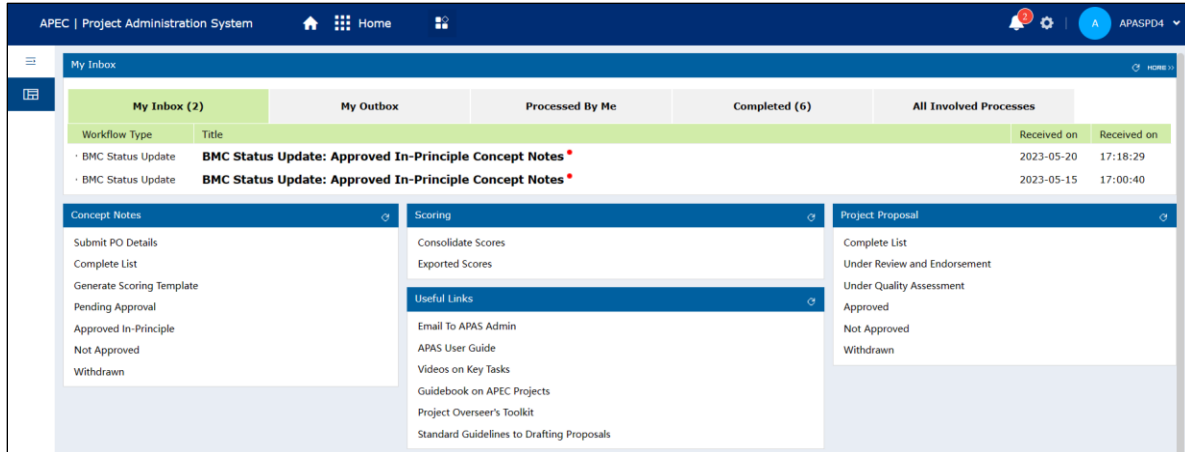 APEC | Project Administration System
Home
2
A
APASPD4
My Inbox
HOME >>
My Inbox (2)
My Outbox
Processed By Me
Completed (6)
All Involved Processes
Workflow Type Title Received on Received on
BMC Status Update BMC Status Update: Approved In-Principle Concept Notes 2023-05-20 17:18:29
BMC Status Update BMC Status Update: Approved In-Principle Concept Notes 2023-05-15 17:00:40
Concept Notes
Submit PO Details
Complete List
Generate Scoring Template
Pending Approval
Approved In-Principle
Not Approved
Withdrawn
Scoring
Consolidate Scores
Exported Scores
Useful Links
Email To APAS Admin
APAS User Guide
Videos on Key Tasks
Guidebook on APEC Projects
Project Overseer's Toolkit
Standard Guidelines to Drafting Proposals
Project Proposal
Complete List
Under Review and Endorsement
Under Quality Assessment
Approved
Not Approved
Withdrawn